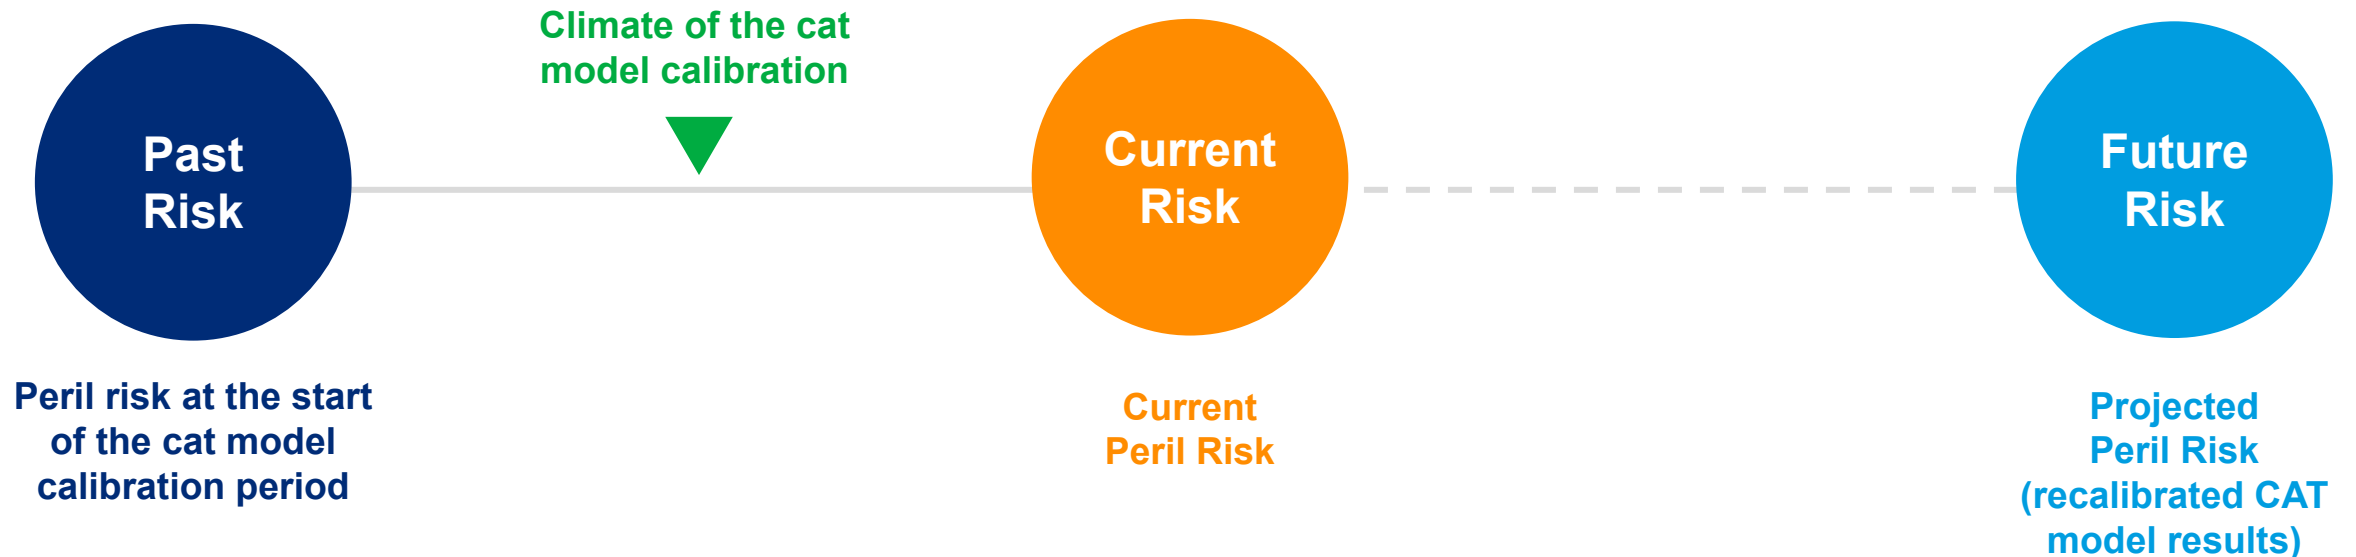 Climate of the cat
model calibration
Past
Risk
Current
Risk
Future
Risk
Peril risk at the start
of the cat model
calibration period
Current
Peril Risk
Projected
Peril Risk
(recalibrated CAT
model results)